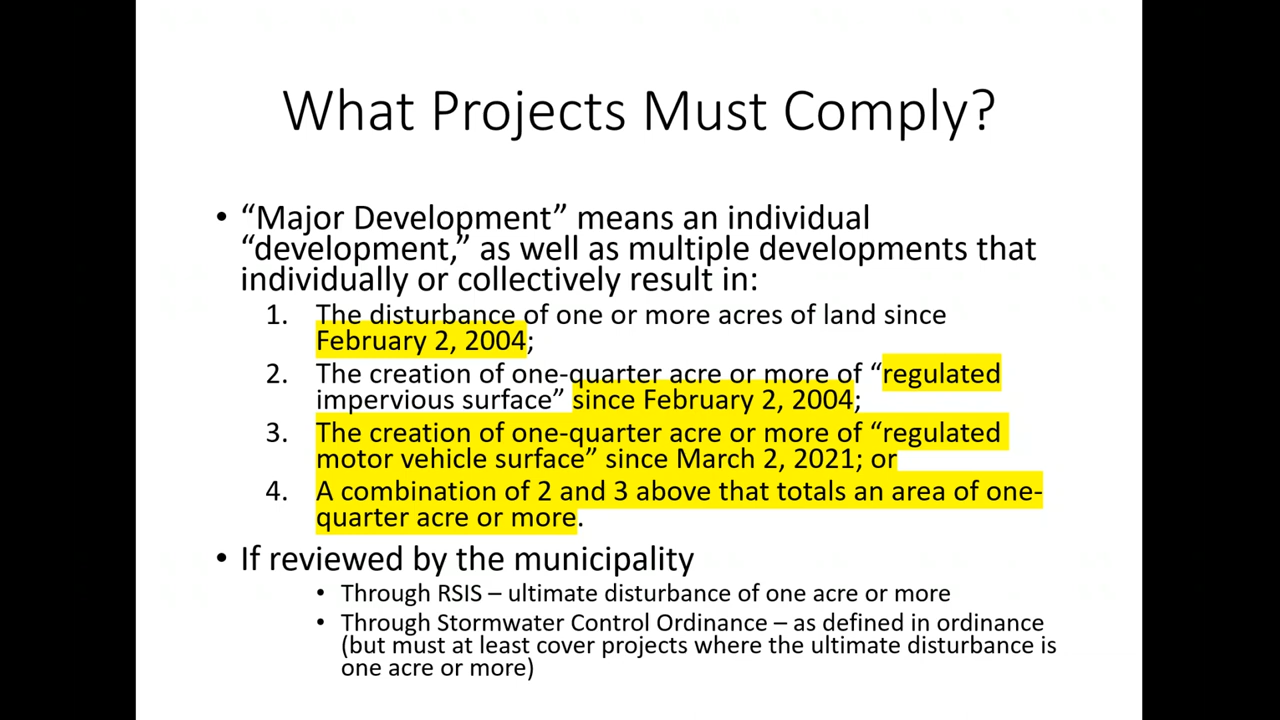 What Projects Must Comply?
• “Major Development” means an individual
“development,” as well as multiple developments that
individually or collectively result in:
1. The disturbance of one or more acres of land since
February 2, 2004;
2. The creation of one-quarter acre or more of “regulated
impervious surface” since February 2, 2004;
3. The creation of one-quarter acre or more of “regulated
motor vehicle surface” since March 2, 2021; or
4. A combination of 2 and 3 above that totals an area of one-
quarter acre or more.
• If reviewed by the municipality
• Through RSIS – ultimate disturbance of one acre or more
• Through Stormwater Control Ordinance – as defined in ordinance
(but must at least cover projects where the ultimate disturbance is
one acre or more)